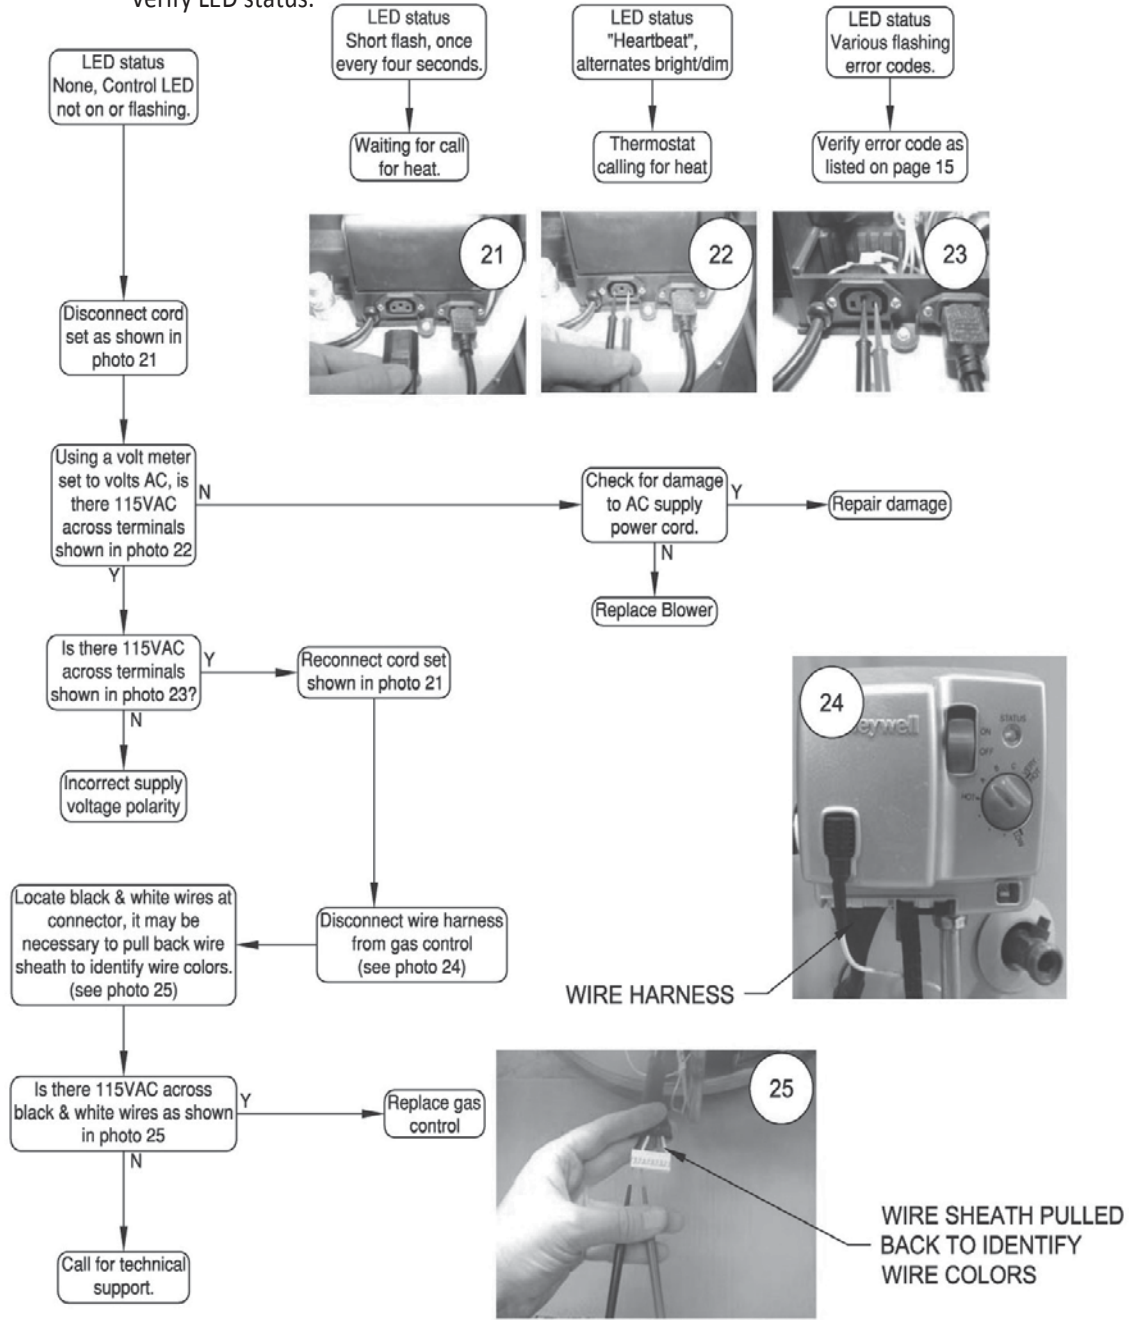 verify LED status.
LED status
None, Control LED
not on or flashing.
LED status
Short flash, once
every four seconds.
LED status
"Heartbeat",
alternates bright/dim
LED status
Various flashing
error codes.
Waiting for call
for heat.
Thermostat
calling for heat
Verify error code as
listed on page 15
21
22
23
Disconnect cord
set as shown in
photo 21
Using a volt meter
set to volts AC, is
there 115VAC
across terminals
shown in photo 22
N
Y
Check for damage
to AC supply
power cord.
Y
N
Repair damage
Replace Blower
Is there 115VAC
across terminals
shown in photo 23?
Y
N
Reconnect cord set
shown in photo 21
Incorrect supply
voltage polarity
24
eywell
STATUS
ON
OFF
HOT
A
B
C
VERY
HOT
LOW
Locate black & white wires at
connector, it may be
necessary to pull back wire
sheath to identify wire colors.
(see photo 25)
Disconnect wire harness
from gas control
(see photo 24)
WIRE HARNESS
Is there 115VAC across
black & white wires as shown
in photo 25
Y
N
Replace gas
control
Call for technical
support.
25
WIRE SHEATH PULLED
BACK TO IDENTIFY
WIRE COLORS